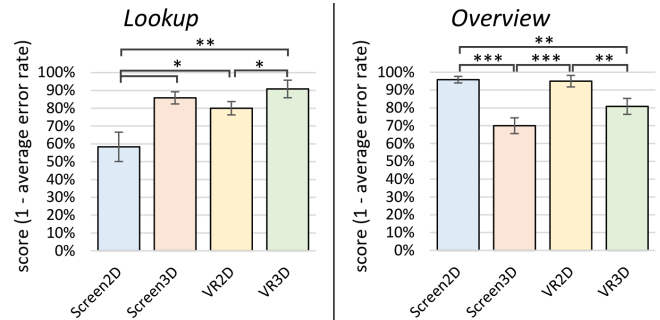 Lookup
**
*
*
score (1 - average error rate)
100%
90%
80%
70%
60%
50%
40%
30%
20%
10%
0%
Screen2D
Screen3D
VR2D
VR3D
Overview
**
***
***
**
score (1 - average error rate)
100%
90%
80%
70%
60%
50%
40%
30%
20%
10%
0%
Screen2D
Screen3D
VR2D
VR3D